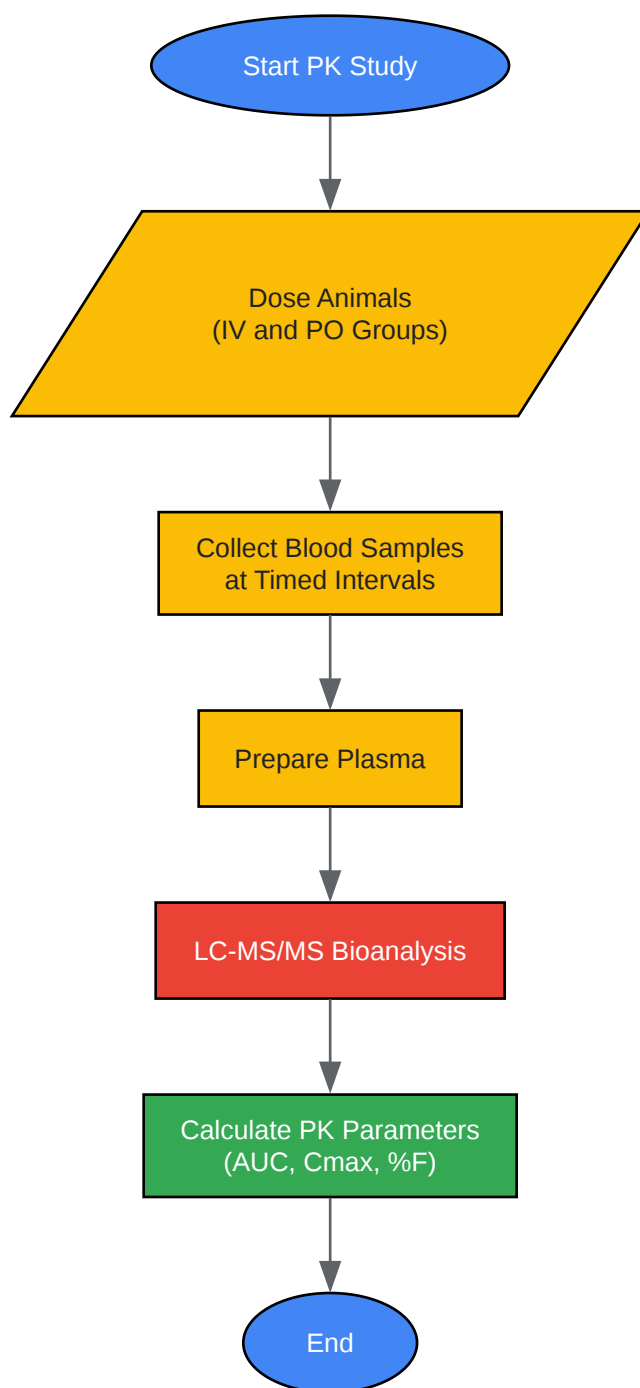 Start PK Study
Dose Animals
(IV and PO Groups)
Collect Blood Samples
at Timed Intervals
Prepare Plasma
LC-MS/MS Bioanalysis
Calculate PK Parameters
(AUC, Cmax, %F)
End